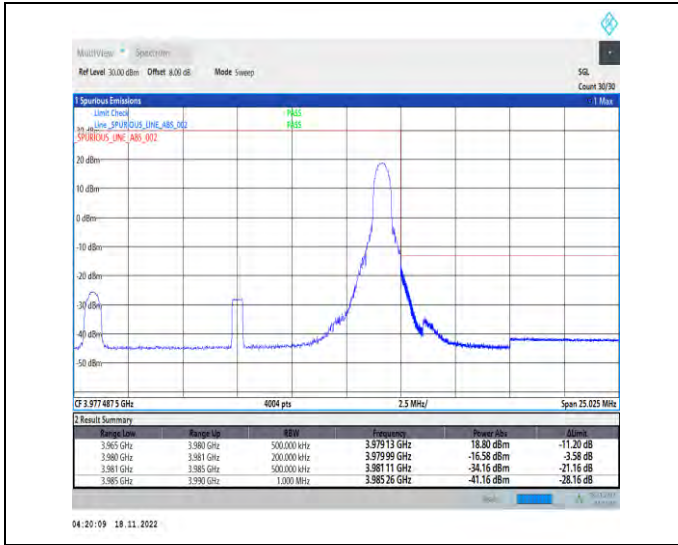 MultiView Spectrum
Ref Level 30.00 dBm Offset 8.00 dB Mode Sweep SGL
Count 30/30
1 Spurious Emissions 1 Max
Limit Check PASS
Line _SPURIOUS_LINE_ABS_002 PASS
30 dBm
_SPURIOUS_LINE_ABS_002
20 dBm
10 dBm
0 dBm
-10 dBm
-20 dBm
-30 dBm
-40 dBm
-50 dBm
CF 3.977 487 5 GHz 4004 pts 2.5 MHz/ Span 25.025 MHz
2 Result Summary
Range Low Range Up RBW Frequency Power Abs ΔLimit
3.965 GHz 3.980 GHz 500.000 kHz 3.979 13 GHz 18.80 dBm -11.20 dB
3.980 GHz 3.981 GHz 200.000 kHz 3.979 99 GHz -16.58 dBm -3.58 dB
3.981 GHz 3.985 GHz 500.000 kHz 3.981 11 GHz -34.16 dBm -21.16 dB
3.985 GHz 3.990 GHz 1.000 MHz 3.985 26 GHz -41.16 dBm -28.16 dB
04:20:09 18.11.2022